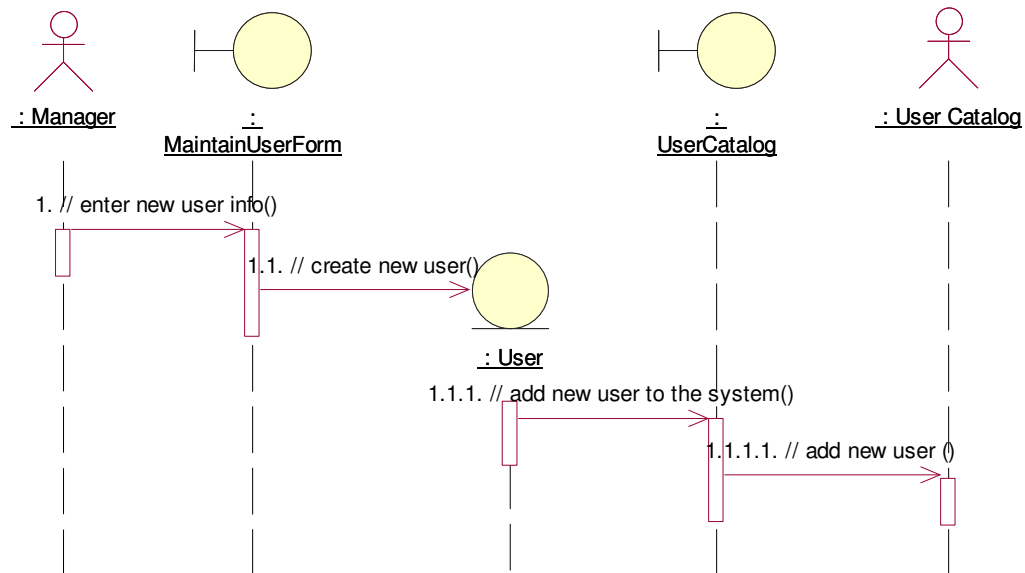 : Manager
:
MaintainUserForm
:
UserCatalog
: User Catalog
1. // enter new user info()
1.1. // create new user()
: User
1.1.1. // add new user to the system()
1.1.1.1. // add new user ()